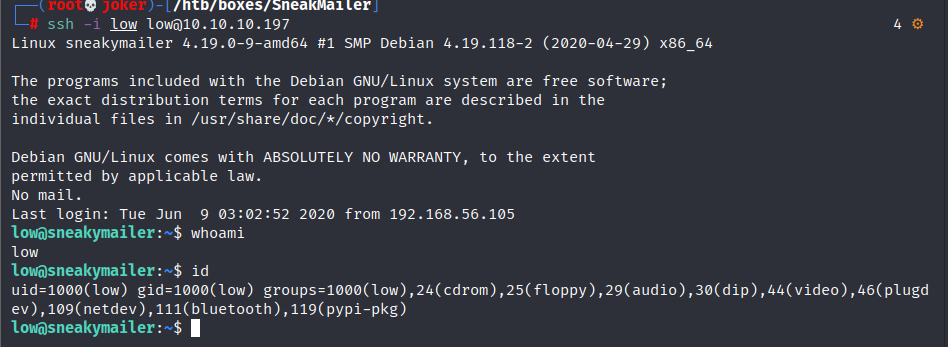 (root💀joker)-[/htb/boxes/SneakMailer]
# ssh -i low low@10.10.10.197 4 ⚙
Linux sneakymailer 4.19.0-9-amd64 #1 SMP Debian 4.19.118-2 (2020-04-29) x86_64
The programs included with the Debian GNU/Linux system are free software;
the exact distribution terms for each program are described in the
individual files in /usr/share/doc/*/copyright.
Debian GNU/Linux comes with ABSOLUTELY NO WARRANTY, to the extent
permitted by applicable law.
No mail.
Last login: Tue Jun  9 03:02:52 2020 from 192.168.56.105
low@sneakymailer:~$ whoami
low
low@sneakymailer:~$ id
uid=1000(low) gid=1000(low) groups=1000(low),24(cdrom),25(floppy),29(audio),30(dip),44(video),46(plugd
ev),109(netdev),111(bluetooth),119(pypi-pkg)
low@sneakymailer:~$